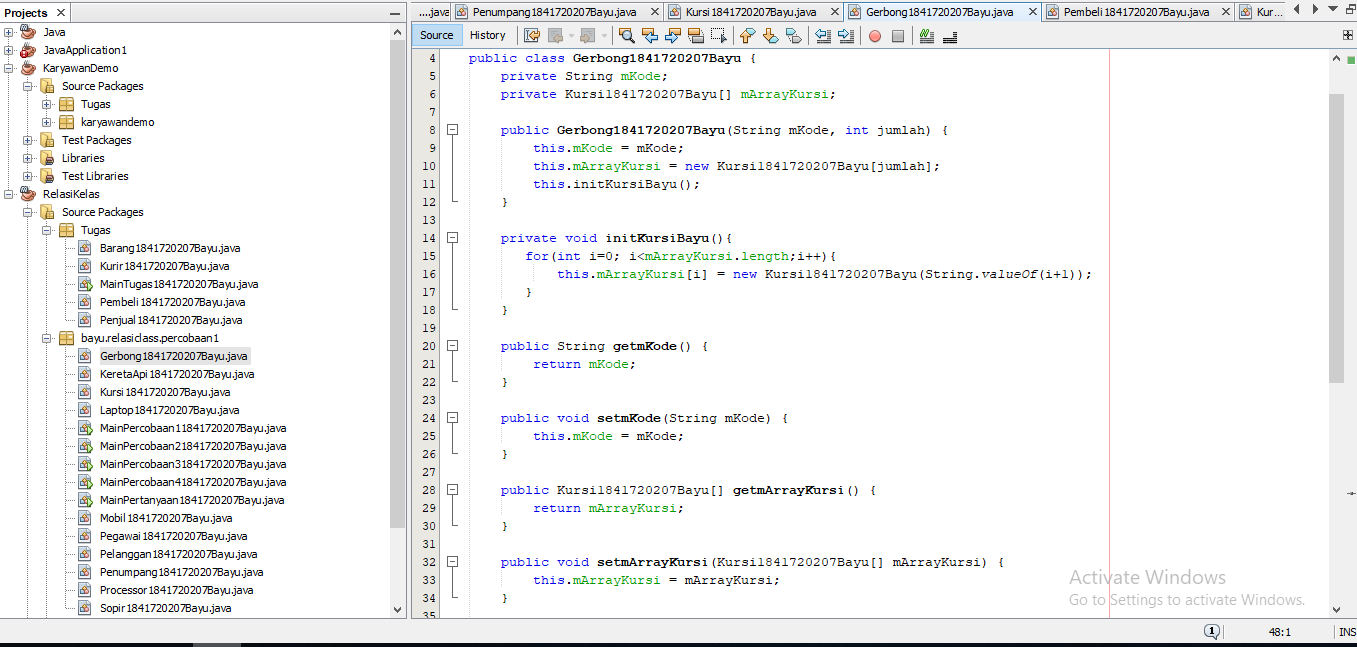 Projects
Java
JavaApplication1
KaryawanDemo
Source Packages
Tugas
karyawandemo
Test Packages
Libraries
Test Libraries
RelasiKelas
Source Packages
Tugas
Barang1841720207Bayu.java
Kurir1841720207Bayu.java
MainTugas1841720207Bayu.java
Pembeli1841720207Bayu.java
Penjual1841720207Bayu.java
bayu.relasiclass.percobaan1
Gerbong1841720207Bayu.java
KeretaApi1841720207Bayu.java
Kursi1841720207Bayu.java
Laptop1841720207Bayu.java
MainPercobaan11841720207Bayu.java
MainPercobaan21841720207Bayu.java
MainPercobaan31841720207Bayu.java
MainPercobaan41841720207Bayu.java
MainPertanyaan1841720207Bayu.java
Mobil1841720207Bayu.java
Pegawai1841720207Bayu.java
Pelanggan1841720207Bayu.java
Penumpang1841720207Bayu.java
Processor1841720207Bayu.java
Sopir1841720207Bayu.java
...java Penumpang1841720207Bayu.java Kursi1841720207Bayu.java Gerbong1841720207Bayu.java Pembeli1841720207Bayu.java Kur...
Source History
4 public class Gerbong1841720207Bayu {
5 private String mKode;
6 private Kursi1841720207Bayu[] mArrayKursi;
7
8 public Gerbong1841720207Bayu(String mKode, int jumlah) {
9 this.mKode = mKode;
10 this.mArrayKursi = new Kursi1841720207Bayu[jumlah];
11 this.initKursiBayu();
12 }
13
14 private void initKursiBayu(){
15 for(int i=0; i<mArrayKursi.length;i++){
16 this.mArrayKursi[i] = new Kursi1841720207Bayu(String.valueOf(i+1));
17 }
18 }
19
20 public String getmKode() {
21 return mKode;
22 }
23
24 public void setmKode(String mKode) {
25 this.mKode = mKode;
26 }
27
28 public Kursi1841720207Bayu[] getmArrayKursi() {
29 return mArrayKursi;
30 }
31
32 public void setmArrayKursi(Kursi1841720207Bayu[] mArrayKursi) {
33 this.mArrayKursi = mArrayKursi;
34 }
35
Activate Windows
Go to Settings to activate Windows.
1 48:1 INS